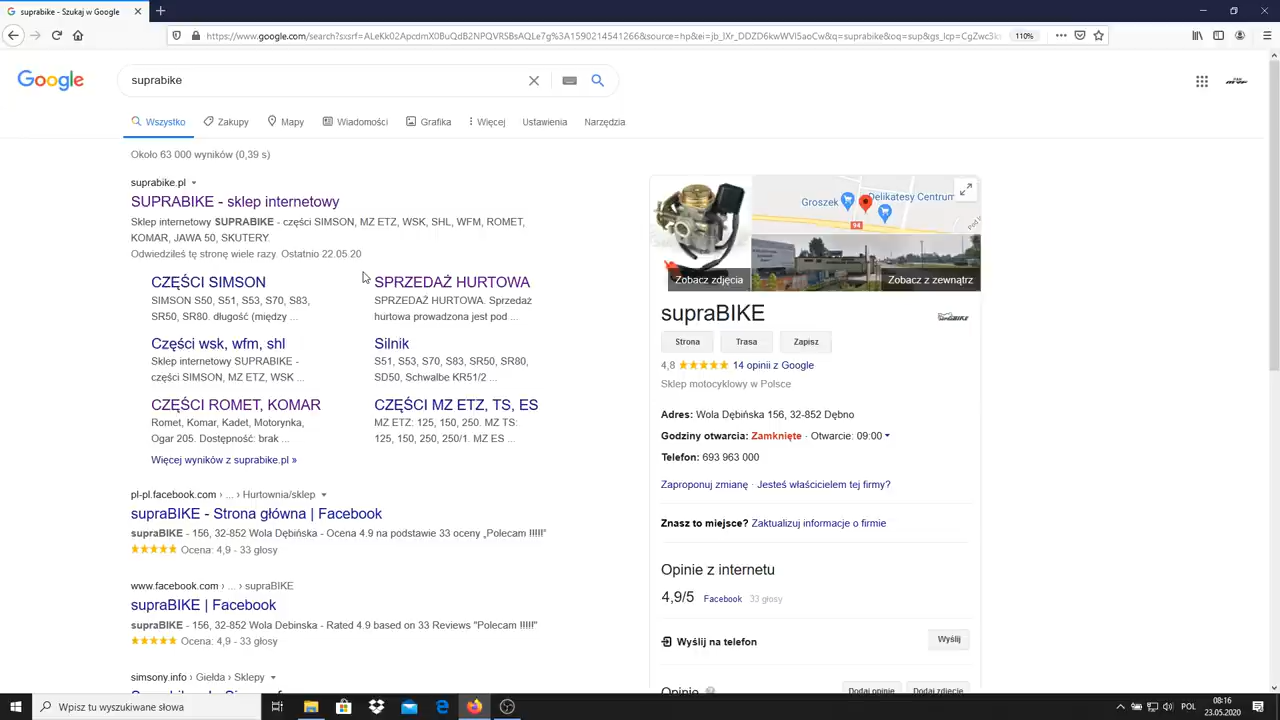 suprabike - Szukaj w Google
https://www.google.com/search?sxsrf=ALeKk02ApcdmX0BuQdB2NPQVRSBsAQLe7g%3A1590214541266&source=hp&ei=jb_IXr_DDZD6kwWVl5aoCw&q=suprabike&oq=sup&gs_lcp=CgZwc3k
110%
Google
suprabike
Wszystko
Zakupy
Mapy
Wiadomości
Grafika
Więcej
Ustawienia
Narzędzia
Około 63 000 wyników (0,39 s)
suprabike.pl
SUPRABIKE - sklep internetowy
Sklep internetowy SUPRABIKE - części SIMSON, MZ ETZ, WSK, SHL, WFM, ROMET,
KOMAR, JAWA 50, SKUTERY.
Odwiedziłeś tę stronę wiele razy. Ostatnio 22.05.20
CZĘŚCI SIMSON
SIMSON S50, S51, S53, S70, S83,
SR50, SR80. długość (między ...
SPRZEDAŻ HURTOWA
SPRZEDAŻ HURTOWA. Sprzedaż
hurtowa prowadzona jest pod ...
Części wsk, wfm, shl
Sklep internetowy SUPRABIKE -
części SIMSON, MZ ETZ, WSK ...
Silnik
S51, S53, S70, S83, SR50, SR80,
SD50, Schwalbe KR51/2 ...
CZĘŚCI ROMET, KOMAR
Romet, Komar, Kadet, Motorynka,
Ogar 205. Dostępność: brak ...
CZĘŚCI MZ ETZ, TS, ES
MZ ETZ: 125, 150, 250. MZ TS:
125, 150, 250, 250/1. MZ ES ...
Więcej wyników z suprabike.pl »
pl-pl.facebook.com › ... › Hurtownia/sklep
supraBIKE - Strona główna | Facebook
supraBIKE - 156, 32-852 Wola Dębińska - Ocena 4.9 na podstawie 33 oceny „Polecam !!!!!”
Ocena: 4,9 - 33 głosy
www.facebook.com › ... › supraBIKE
supraBIKE | Facebook
supraBIKE - 156, 32-852 Wola Debinska - Rated 4.9 based on 33 Reviews "Polecam !!!!!"
Ocena: 4,9 - 33 głosy
simsony.info › Giełda › Sklepy
Groszek
Delikatesy Centrum
94
Zobacz zdjęcia
Zobacz z zewnątrz
supraBIKE
supraBIKE
Strona
Trasa
Zapisz
4,8
14 opinii z Google
Sklep motocyklowy w Polsce
Adres: Wola Dębińska 156, 32-852 Dębno
Godziny otwarcia: Zamknięte · Otwarcie: 09:00
Telefon: 693 963 000
Zaproponuj zmianę · Jesteś właścicielem tej firmy?
Znasz to miejsce? Zaktualizuj informacje o firmie
Opinie z internetu
4,9/5 Facebook 33 głosy
Wyślij na telefon
Wyślij
Opinie
Dodaj opinię
Dodaj zdjęcie
Wpisz tu wyszukiwane słowa
POL
08:16
23.05.2020